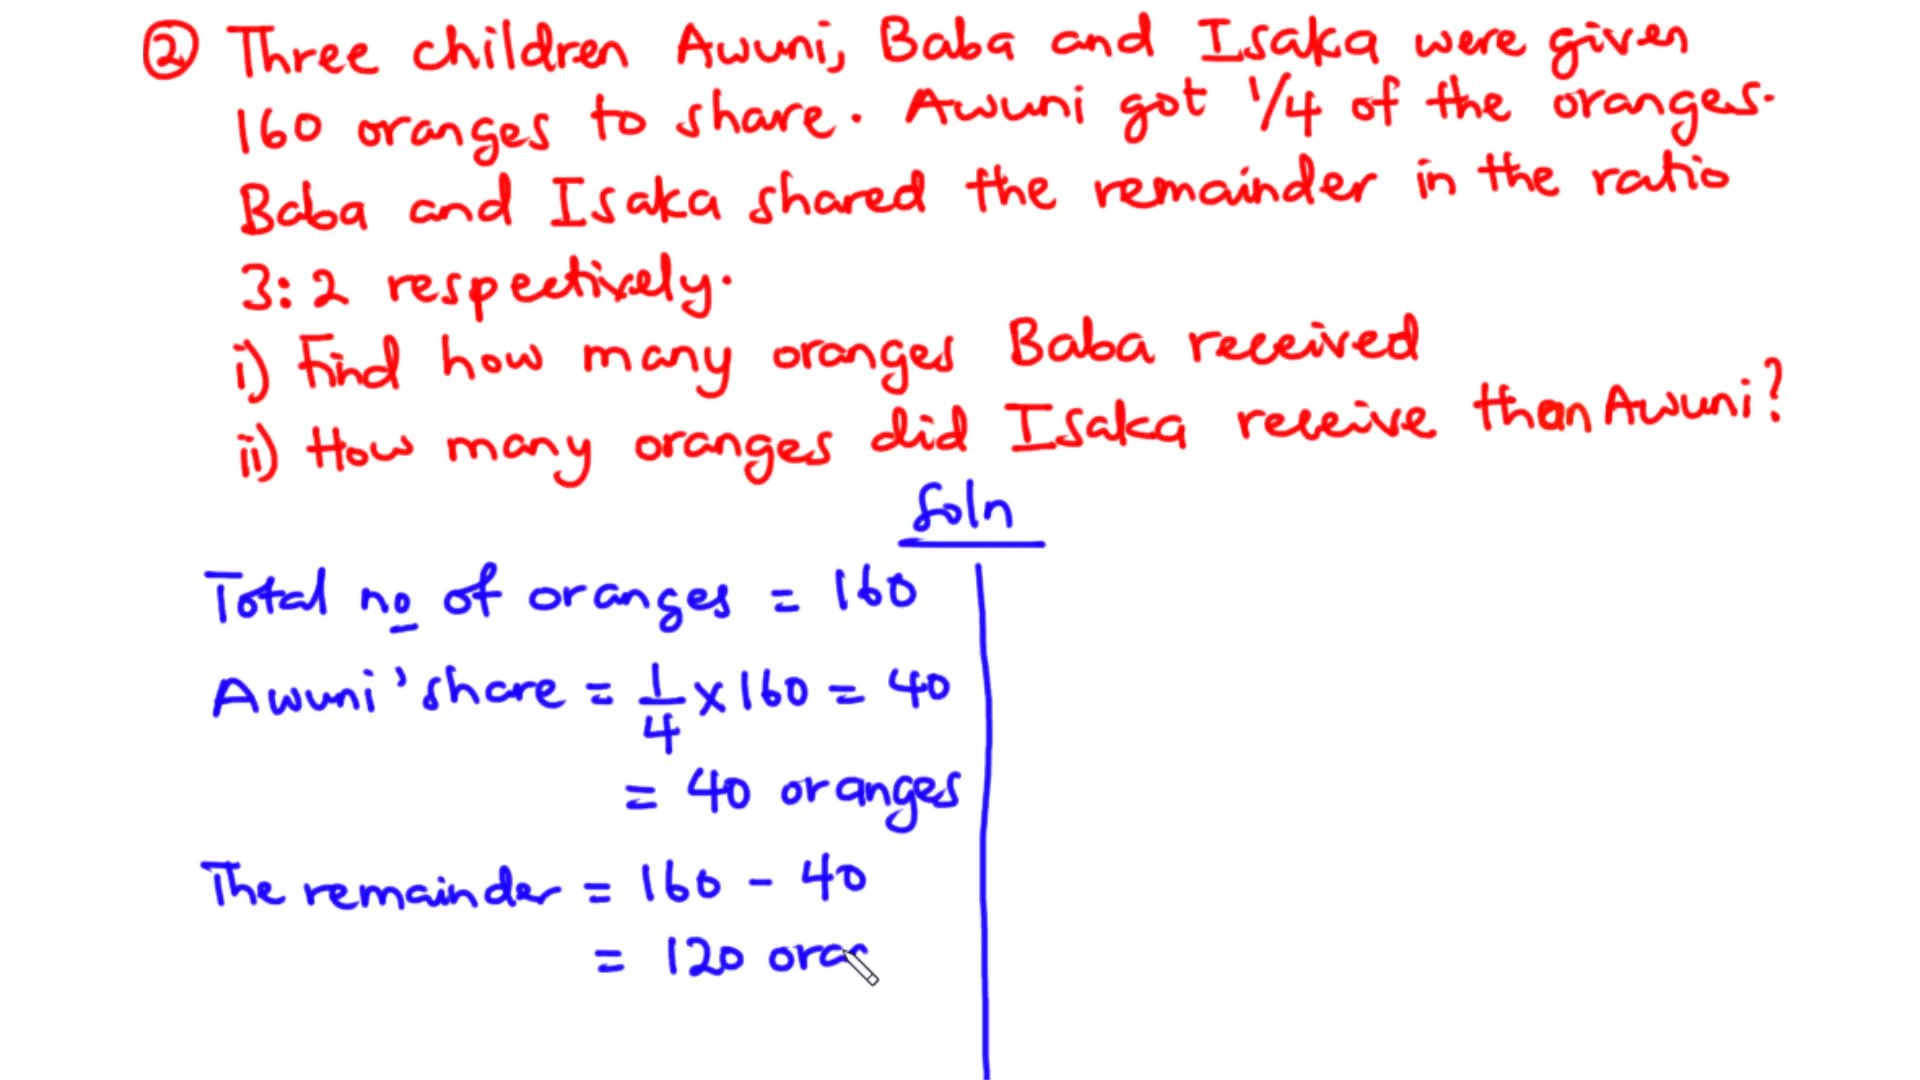 ② Three children Awuni, Baba and Isaka were given
160 oranges to share. Awuni got 1/4 of the oranges.
Baba and Isaka shared the remainder in the ratio
3:2 respectively.
i) Find how many oranges Baba received
ii) How many oranges did Isaka receive than Awuni?
Soln
Total no of oranges = 160
Awuni 'share = 1/4 x 160 = 40
= 40 oranges
The remainder = 160 - 40
= 120 oran